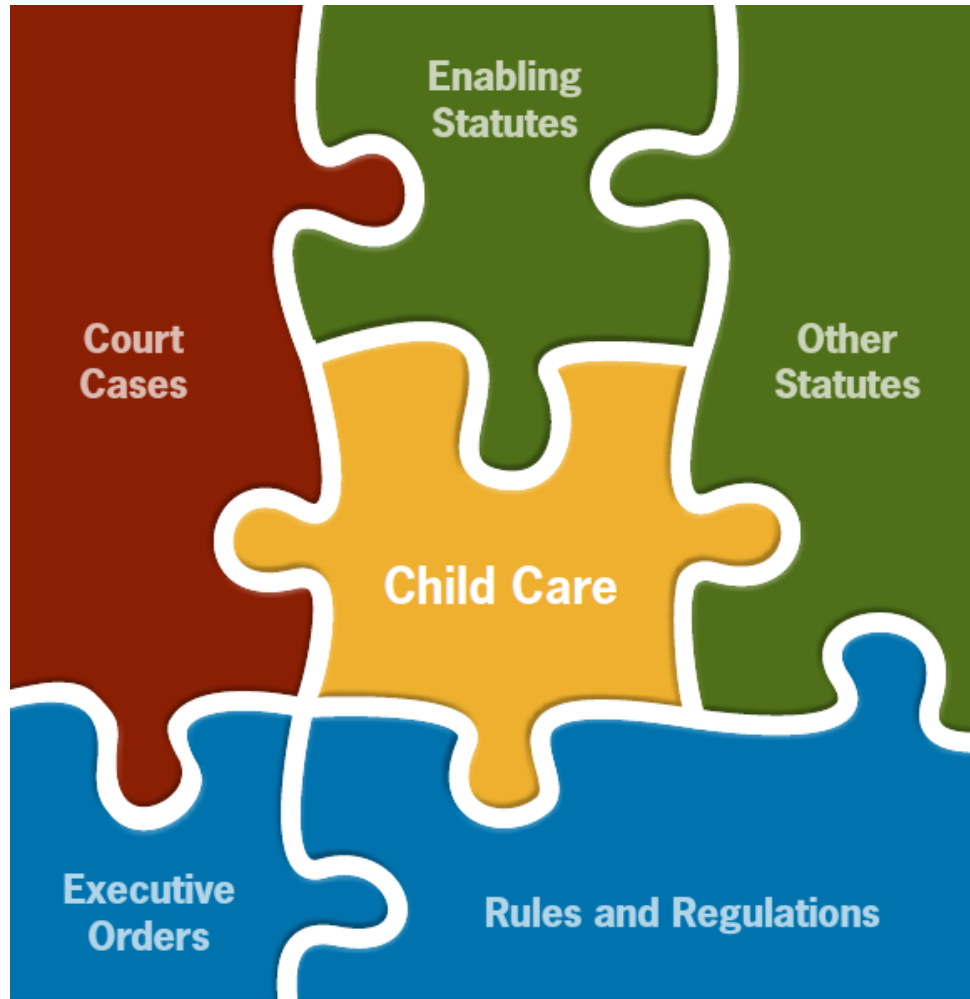 Enabling
Statutes
Court
Cases
Other
Statutes
Child Care
Executive
Orders
Rules and Regulations